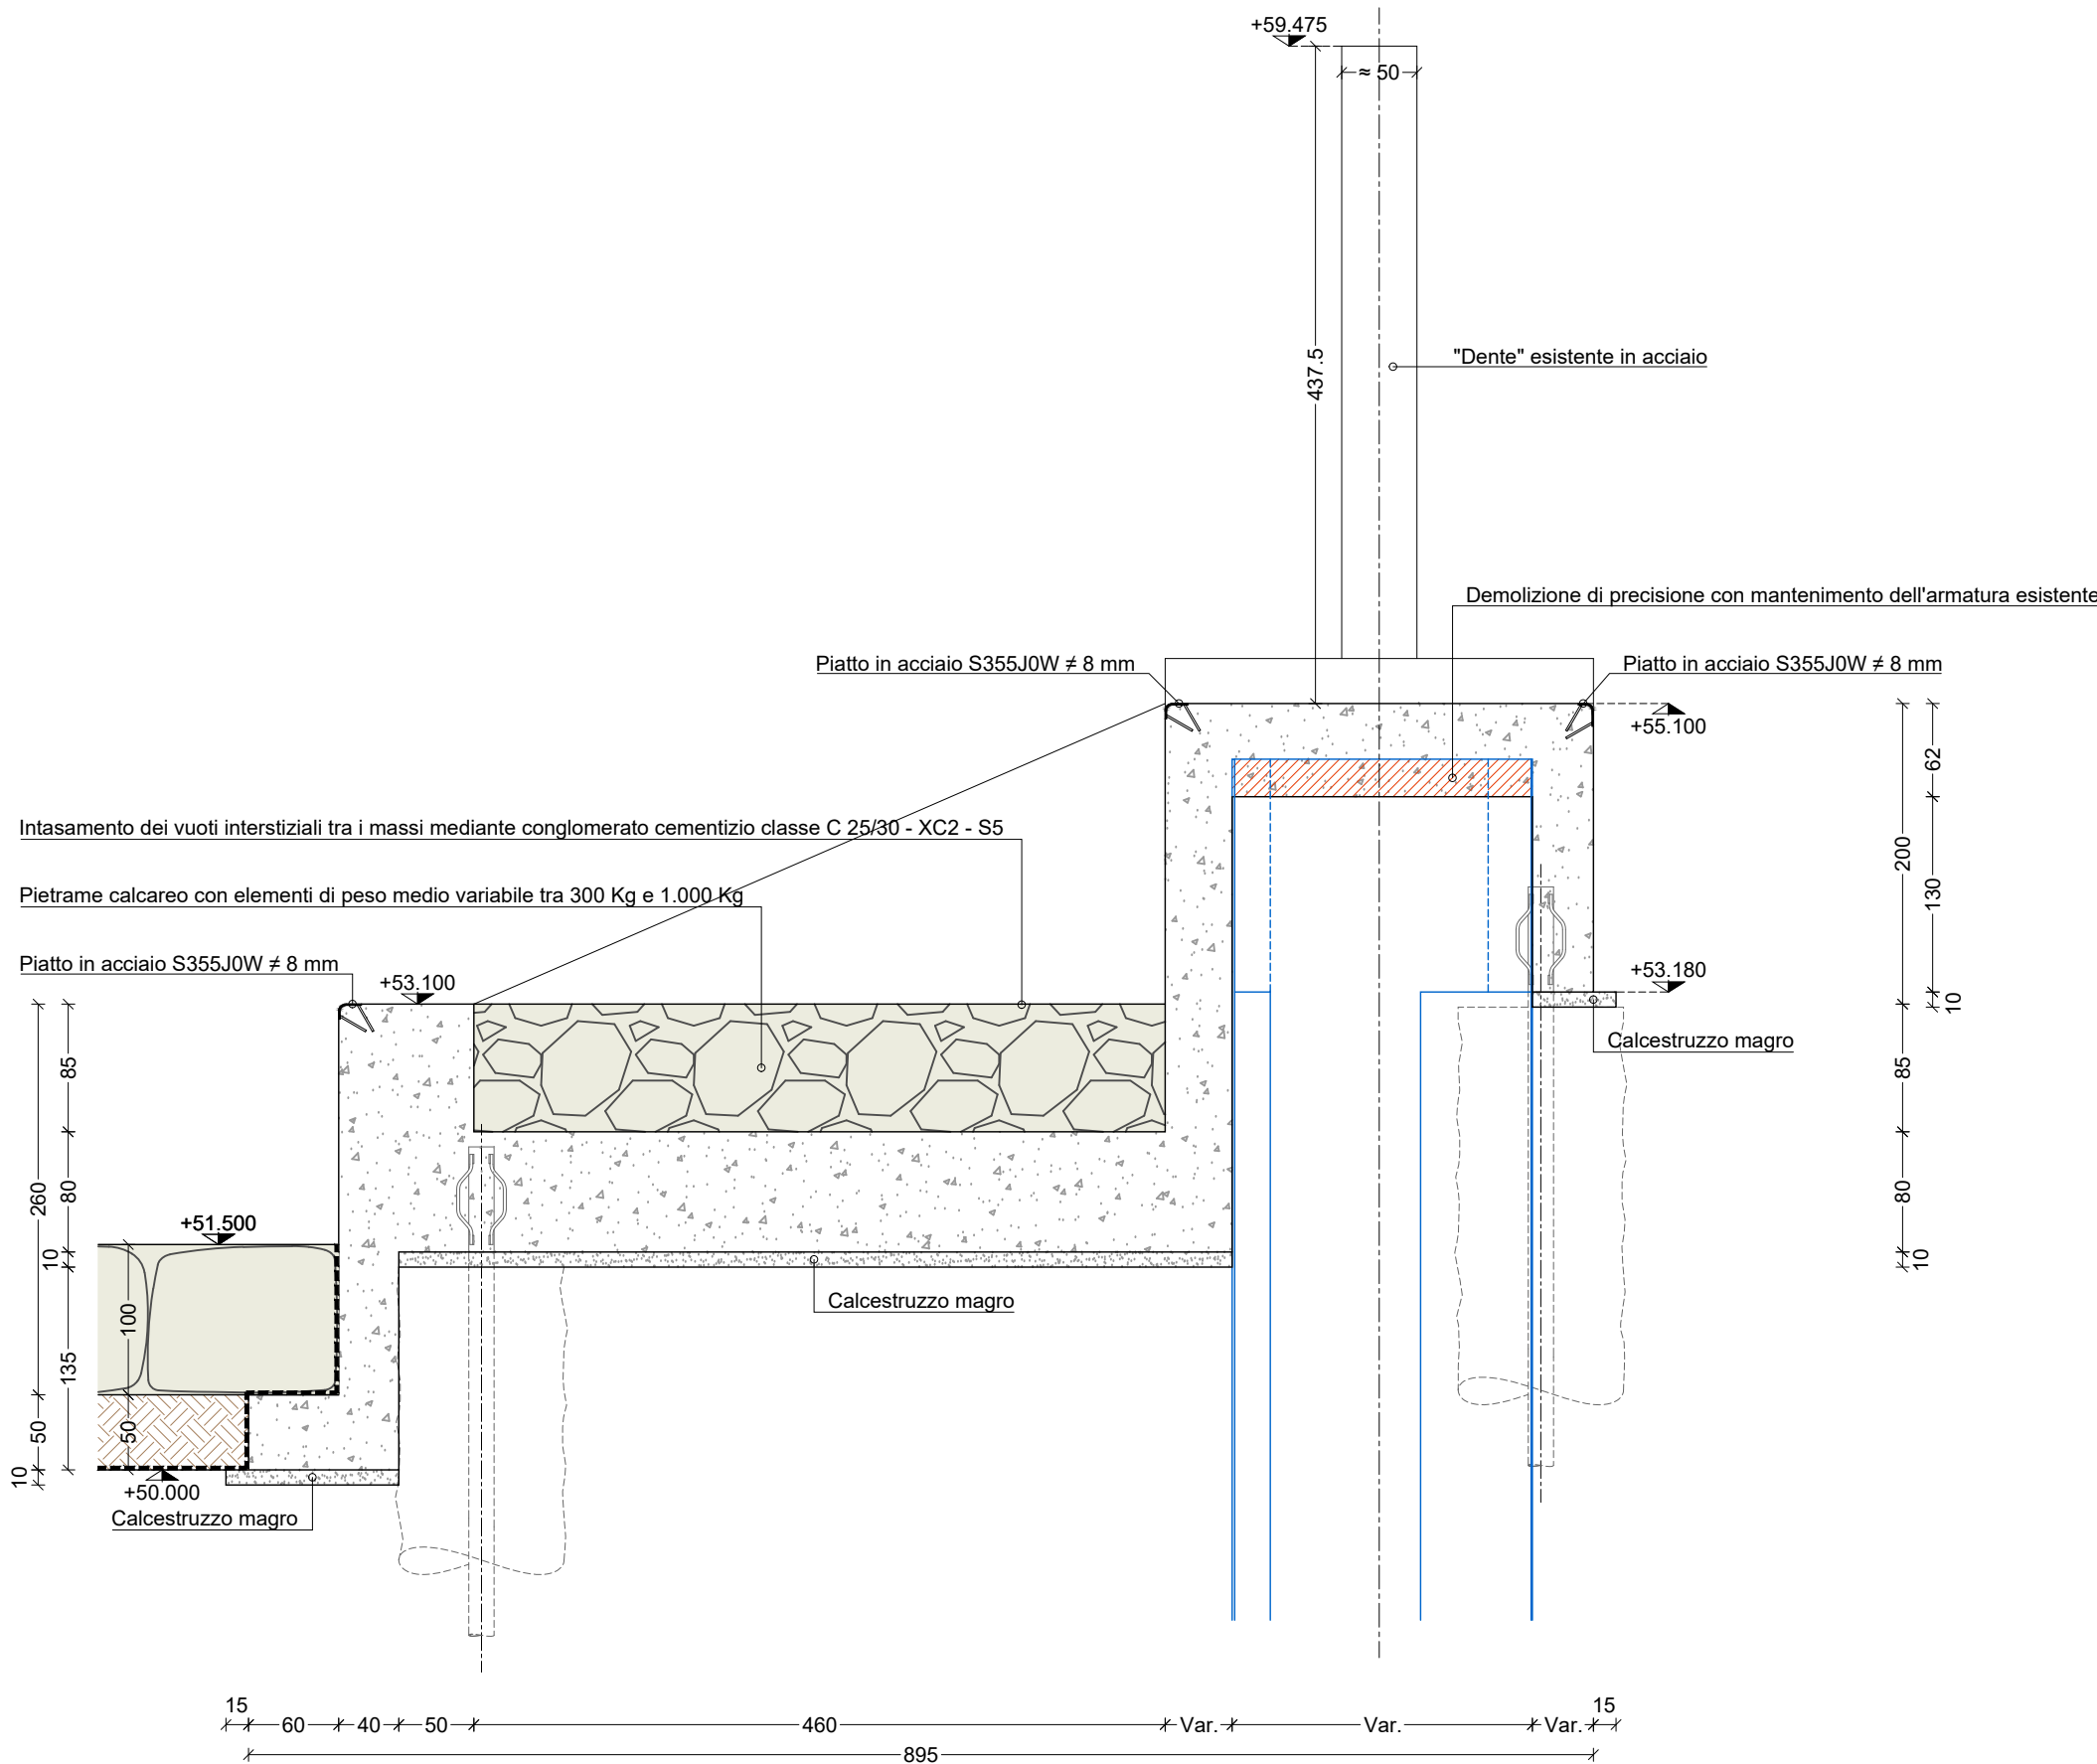 +59.475
≈ 50
437.5
"Dente" esistente in acciaio
Demolizione di precisione con mantenimento dell'armatura esistente
Piatto in acciaio S355J0W ≠ 8 mm
Piatto in acciaio S355J0W ≠ 8 mm
+55.100
62
200
130
Intasamento dei vuoti interstiziali tra i massi mediante conglomerato cementizio classe C 25/30 - XC2 - S5
Pietrame calcareo con elementi di peso medio variabile tra 300 Kg e 1.000 Kg
Piatto in acciaio S355J0W ≠ 8 mm
+53.100
+53.180
10
Calcestruzzo magro
85
85
80
80
260
+51.500
10
10
Calcestruzzo magro
100
135
50
50
10
+50.000
Calcestruzzo magro
15
60
40
50
460
Var.
Var.
Var.
15
895